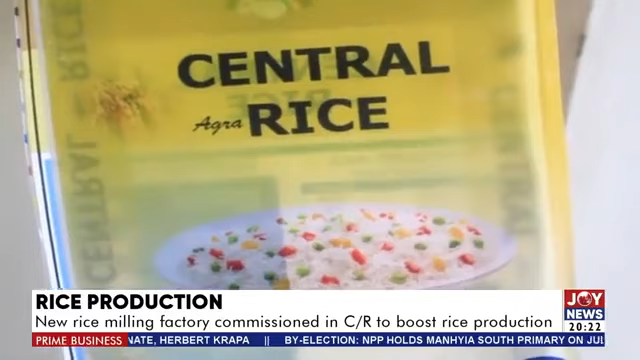 CENTRAL
Agra RICE
RICE PRODUCTION
New rice milling factory commissioned in C/R to boost rice production
JOY
NEWS
20:22
PRIME BUSINESS NATE, HERBERT KRAPA || BY-ELECTION: NPP HOLDS MANHYIA SOUTH PRIMARY ON JUL